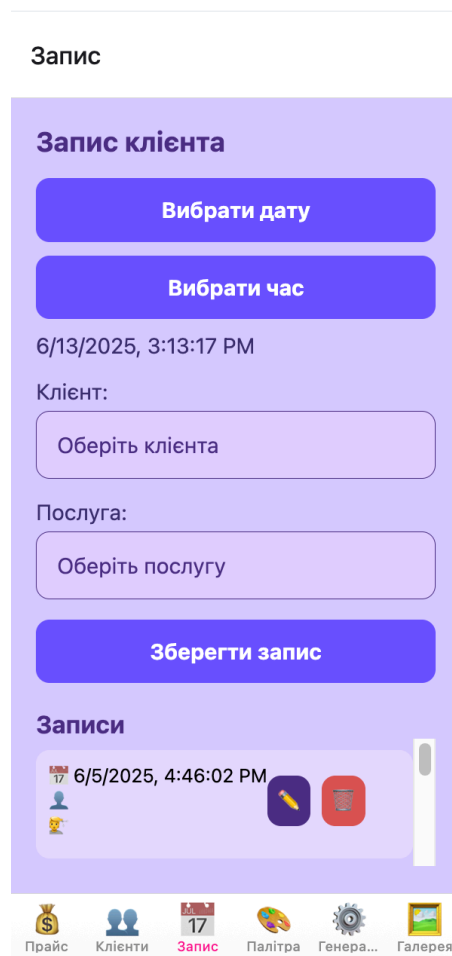 Запис
Запис клієнта
Вибрати дату
Вибрати час
6/13/2025, 3:13:17 PM
Клієнт:
Оберіть клієнта
Послуга:
Оберіть послугу
Зберегти запис
Записи
6/5/2025, 4:46:02 PM
Прайс
Клієнти
Запис
Палітра
Генера...
Галерея